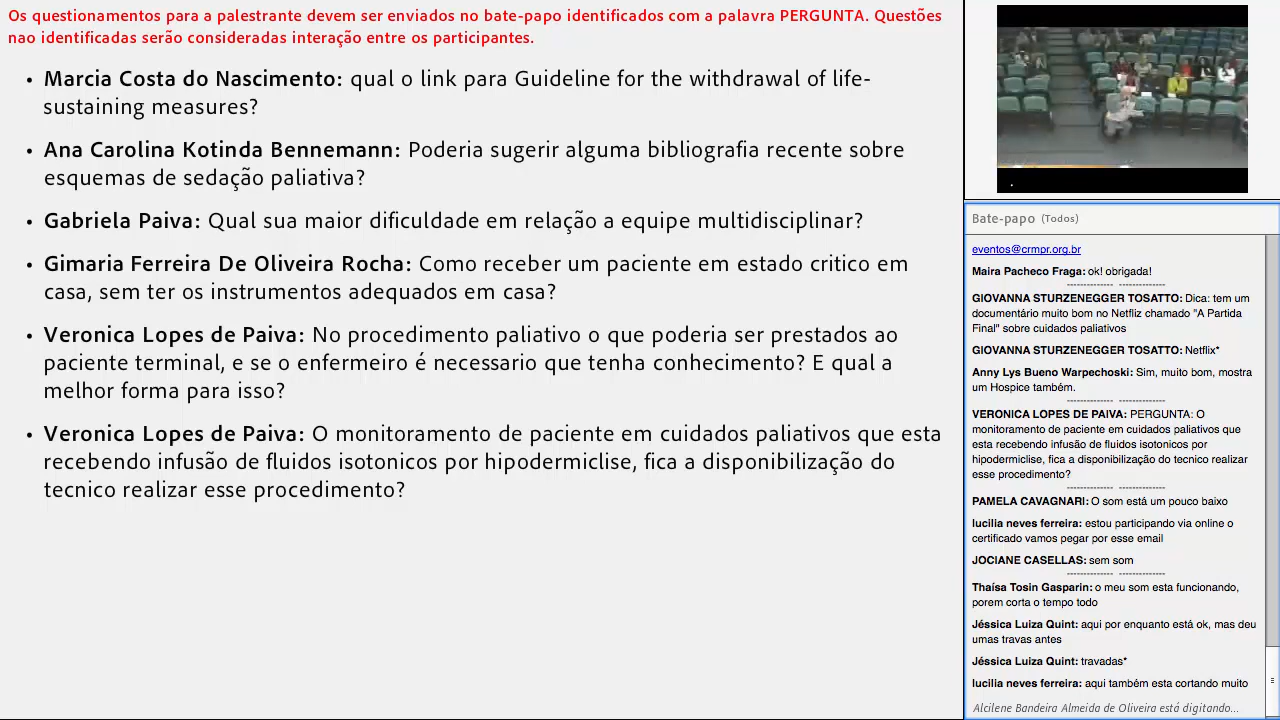 Os questionamentos para a palestrante devem ser enviados no bate-papo identificados com a palavra PERGUNTA. Questões
nao identificadas serão consideradas interação entre os participantes.
• Marcia Costa do Nascimento: qual o link para Guideline for the withdrawal of life-
sustaining measures?
• Ana Carolina Kotinda Bennemann: Poderia sugerir alguma bibliografia recente sobre
esquemas de sedação paliativa?
• Gabriela Paiva: Qual sua maior dificuldade em relação a equipe multidisciplinar?
• Gimaria Ferreira De Oliveira Rocha: Como receber um paciente em estado critico em
casa, sem ter os instrumentos adequados em casa?
• Veronica Lopes de Paiva: No procedimento paliativo o que poderia ser prestados ao
paciente terminal, e se o enfermeiro é necessario que tenha conhecimento? E qual a
melhor forma para isso?
• Veronica Lopes de Paiva: O monitoramento de paciente em cuidados paliativos que esta
recebendo infusão de fluidos isotonicos por hipodermiclise, fica a disponibilização do
tecnico realizar esse procedimento?
Bate-papo (Todos)
eventos@crmpr.org.br
Maira Pacheco Fraga: ok! obrigada!
-------------- --------------
GIOVANNA STURZENEGGER TOSATTO: Dica: tem um
documentário muito bom no Netfliz chamado "A Partida
Final" sobre cuidados paliativos
GIOVANNA STURZENEGGER TOSATTO: Netflix*
Anny Lys Bueno Warpechoski: Sim, muito bom, mostra
um Hospice também.
-------------- --------------
VERONICA LOPES DE PAIVA: PERGUNTA: O
monitoramento de paciente em cuidados paliativos que
esta recebendo infusão de fluidos isotonicos por
hipodermiclise, fica a disponibilização do tecnico realizar
esse procedimento?
-------------- --------------
PAMELA CAVAGNARI: O som está um pouco baixo
lucilia neves ferreira: estou participando via online o
certificado vamos pegar por esse email
JOCIANE CASELLAS: sem som
-------------- --------------
Thaísa Tosin Gasparin: o meu som esta funcionando,
porem corta o tempo todo
Jéssica Luiza Quint: aqui por enquanto está ok, mas deu
umas travas antes
Jéssica Luiza Quint: travadas*
lucilia neves ferreira: aqui também esta cortando muito
Alcilene Bandeira Almeida de Oliveira está digitando...